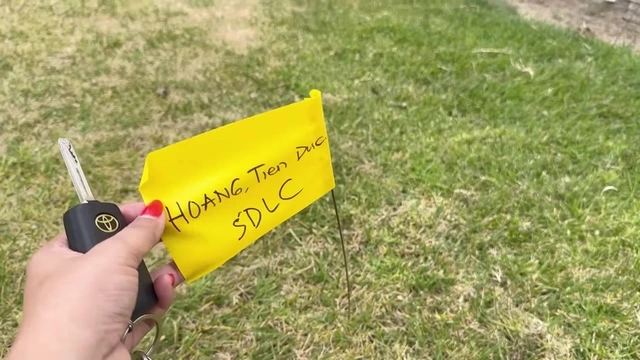 HOANG, Tien Duc
SDLC